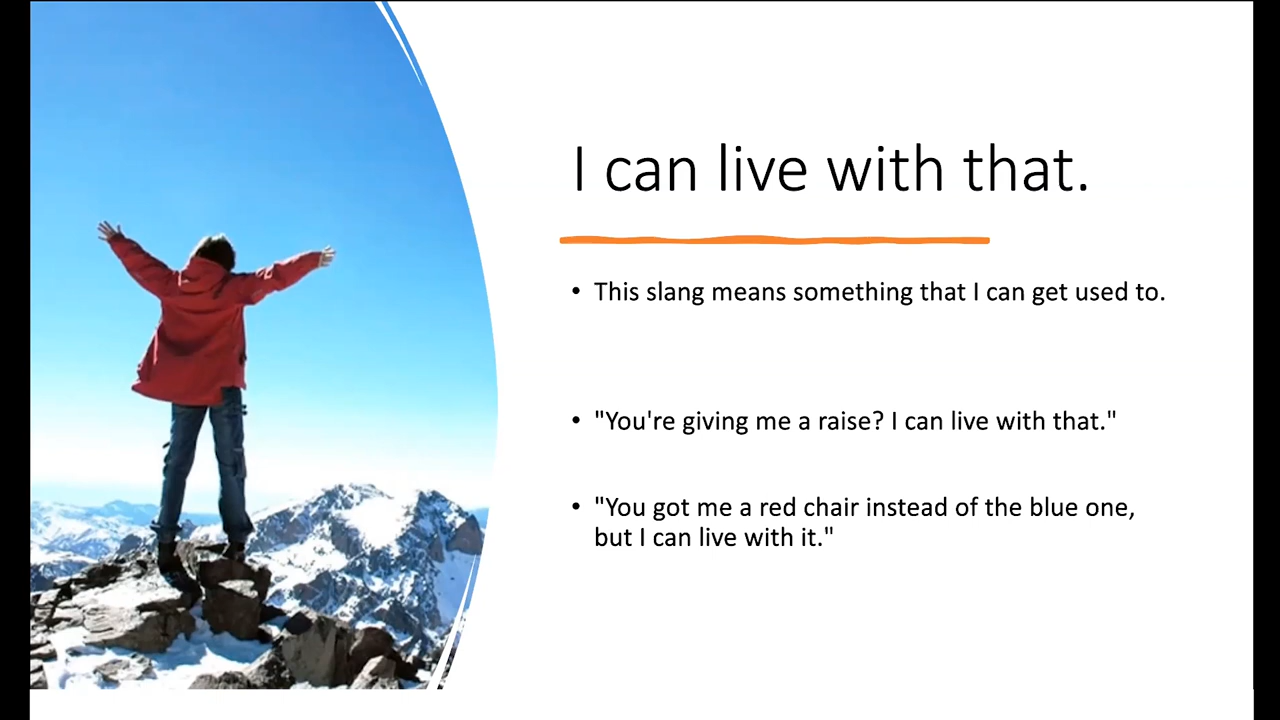 I can live with that.
• This slang means something that I can get used to.
• "You're giving me a raise? I can live with that."
• "You got me a red chair instead of the blue one,
but I can live with it."